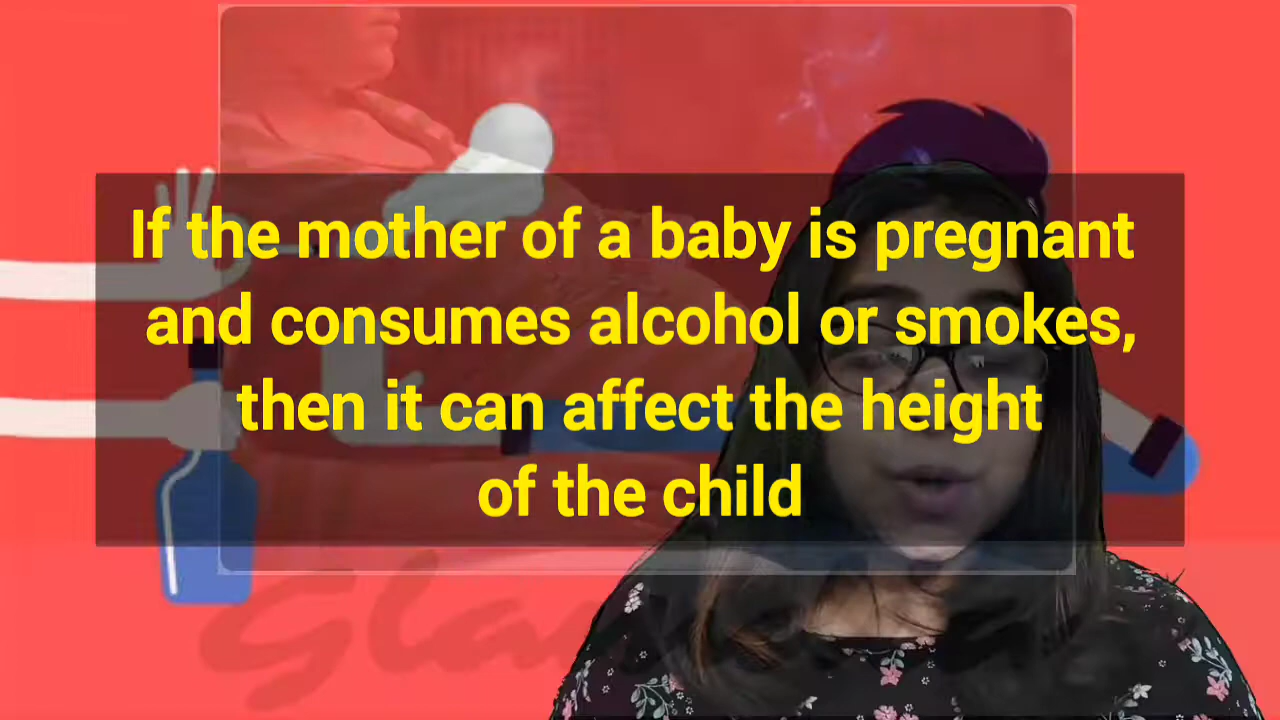 If the mother of a baby is pregnant
and consumes alcohol or smokes,
then it can affect the height
of the child